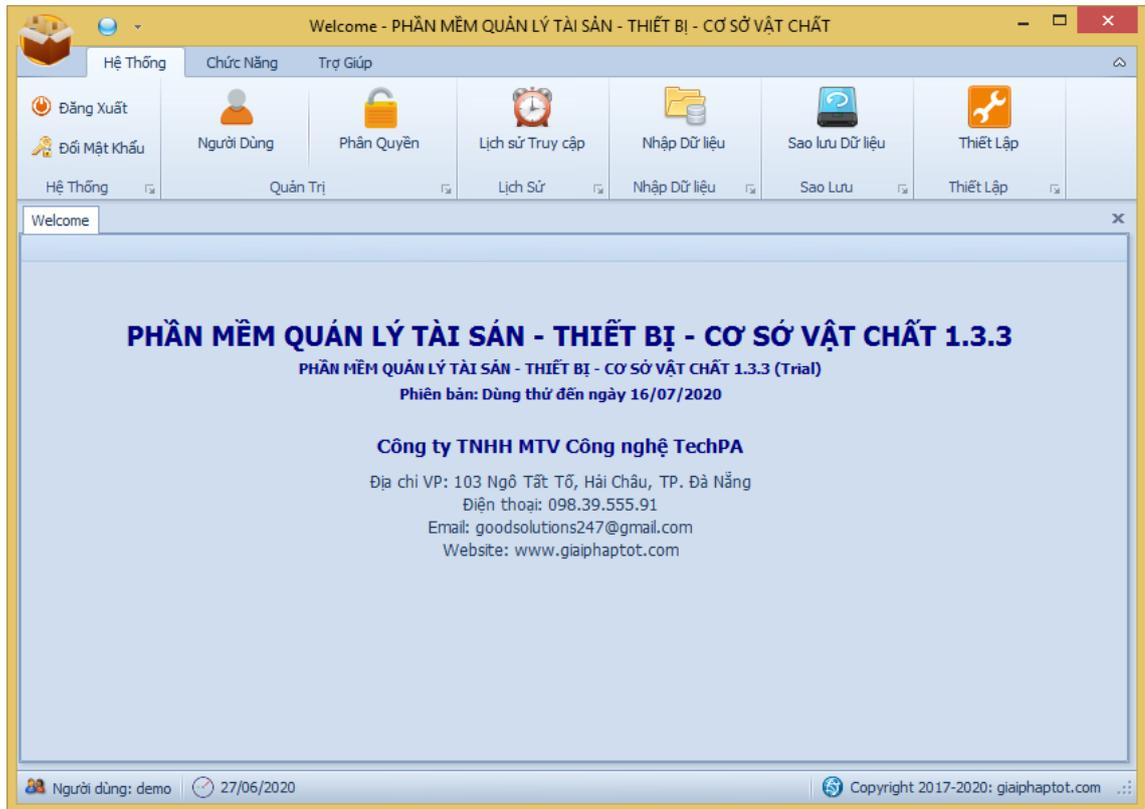 Welcome - PHẦN MỀM QUẢN LÝ TÀI SẢN - THIẾT BỊ - CƠ SỞ VẬT CHẤT
Hệ Thống Chức Năng Trợ Giúp
Đăng Xuất
Đổi Mật Khẩu
Người Dùng Phân Quyền Lịch sử Truy cập Nhập Dữ liệu Sao lưu Dữ liệu Thiết Lập
Hệ Thống Quản Trị Lịch Sử Nhập Dữ liệu Sao Lưu Thiết Lập
Welcome
PHẦN MỀM QUẢN LÝ TÀI SẢN - THIẾT BỊ - CƠ SỞ VẬT CHẤT 1.3.3
PHẦN MỀM QUẢN LÝ TÀI SẢN - THIẾT BỊ - CƠ SỞ VẬT CHẤT 1.3.3 (Trial)
Phiên bản: Dùng thử đến ngày 16/07/2020
Công ty TNHH MTV Công nghệ TechPA
Địa chỉ VP: 103 Ngô Tất Tố, Hải Châu, TP. Đà Nẵng
Điện thoại: 098.39.555.91
Email: goodsolutions247@gmail.com
Website: www.giaiphaptot.com
Người dùng: demo 27/06/2020 Copyright 2017-2020: giaiphaptot.com